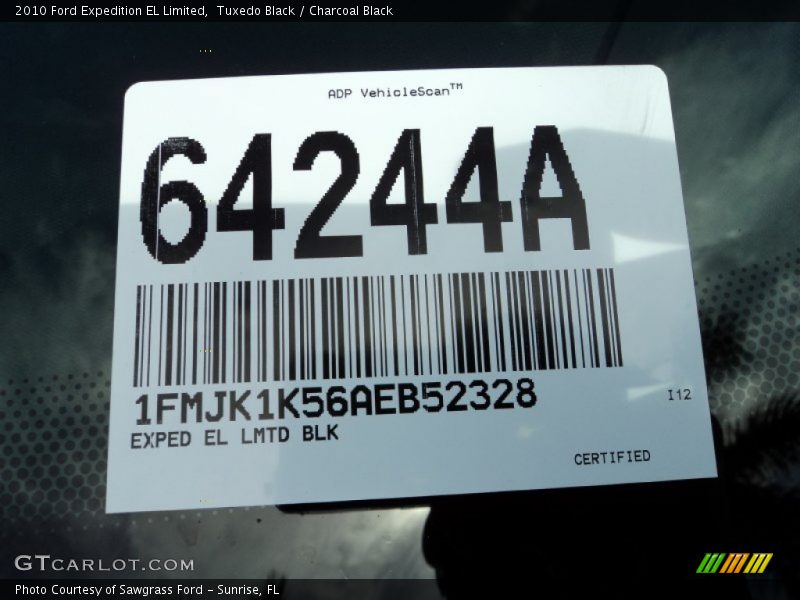 2010 Ford Expedition EL Limited,  Tuxedo Black / Charcoal Black
ADP VehicleScan™
64244A
1FMJK1K56AEB52328
I12
EXPED EL LMTD BLK
CERTIFIED
GTCARLOT.COM
Photo Courtesy of Sawgrass Ford - Sunrise, FL